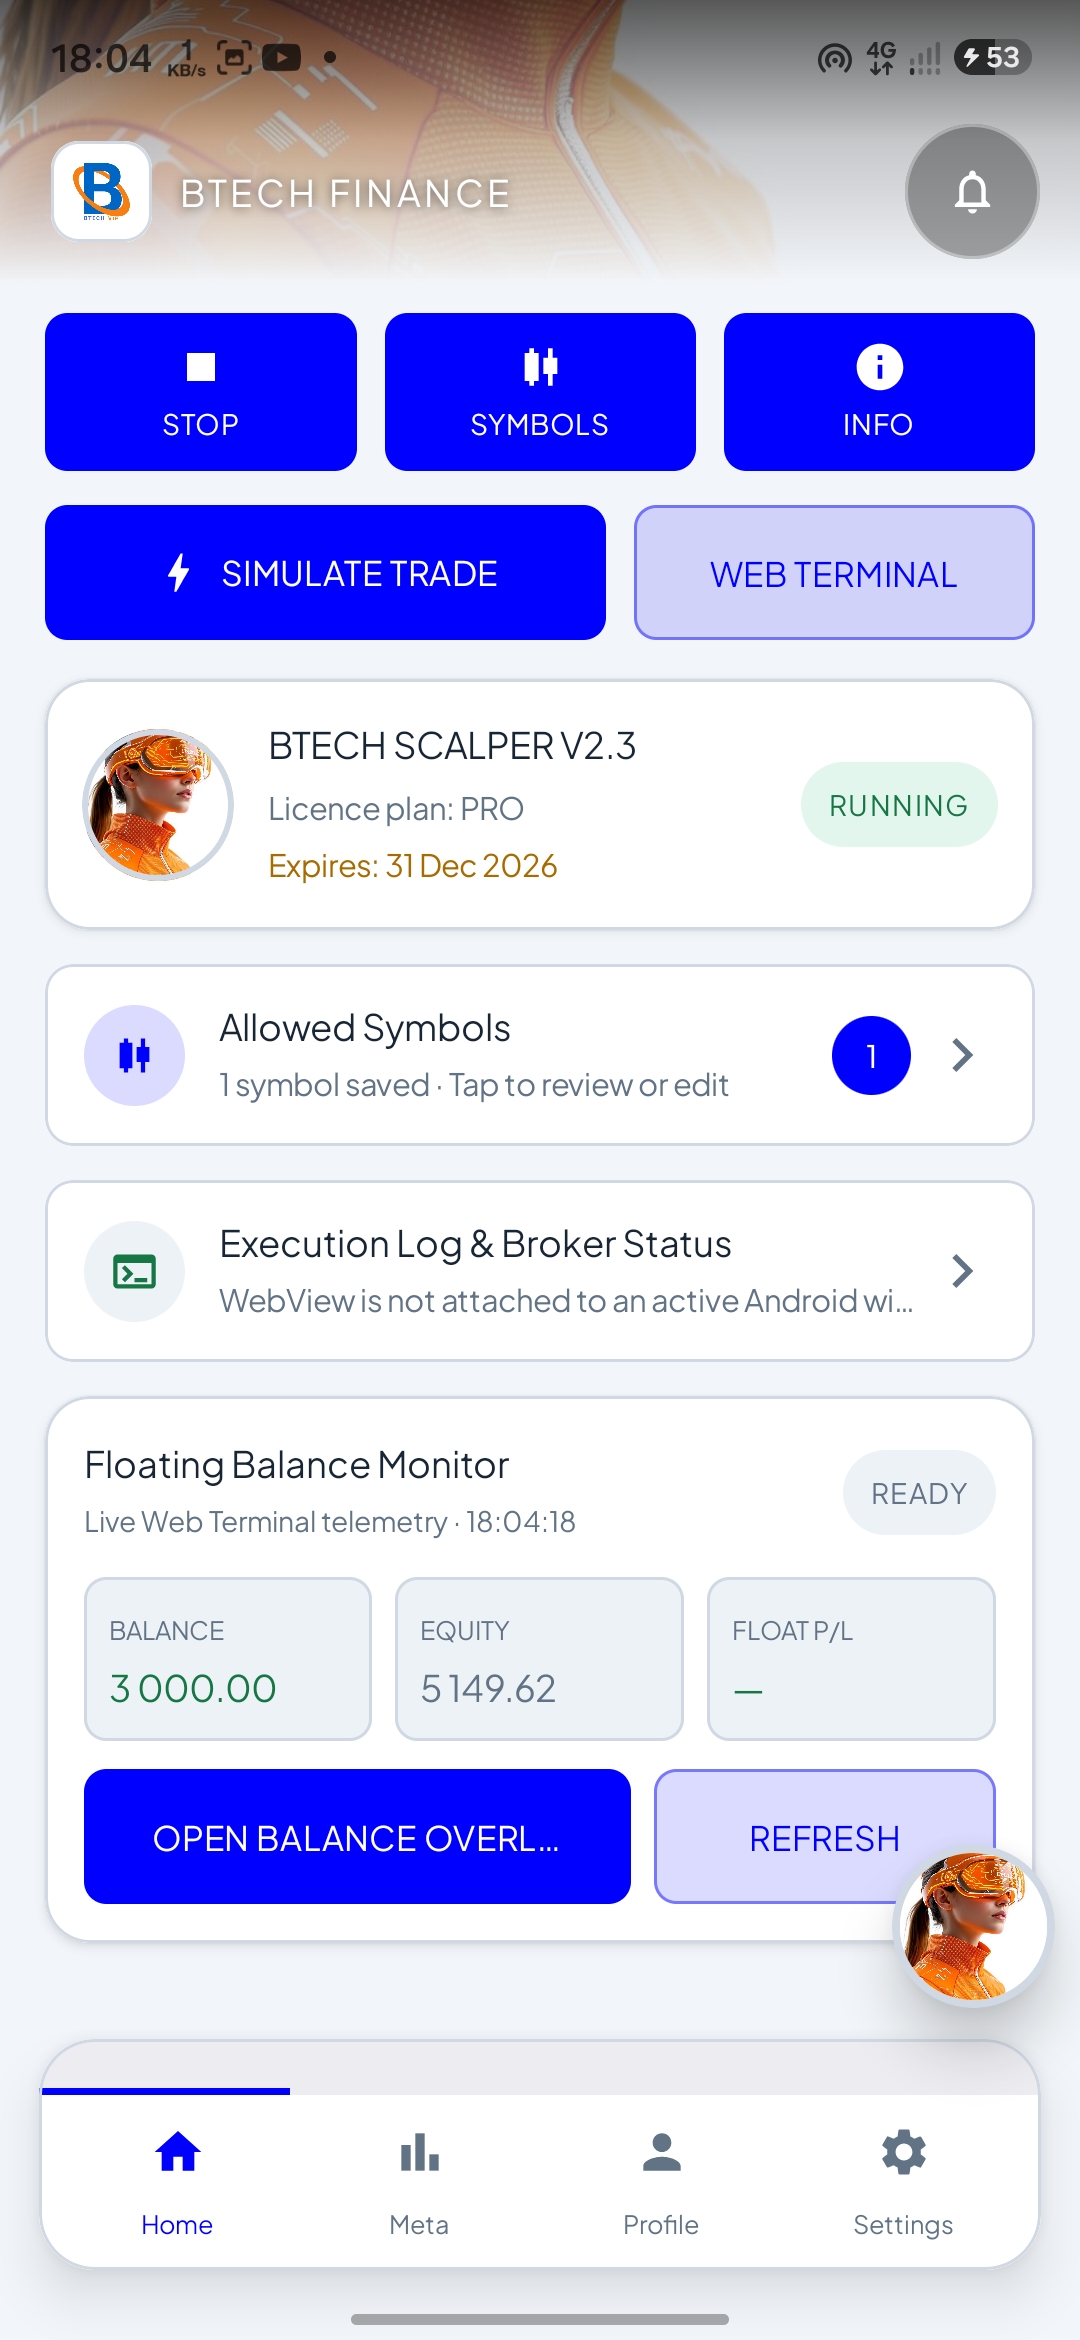 18:04 1 KB/s 4G 53
B BTECH VIP BTECH FINANCE
STOP SYMBOLS INFO
SIMULATE TRADE WEB TERMINAL
BTECH SCALPER V2.3
Licence plan: PRO
RUNNING
Expires: 31 Dec 2026
Allowed Symbols
1 symbol saved · Tap to review or edit
1
Execution Log & Broker Status
WebView is not attached to an active Android wi...
Floating Balance Monitor
Live Web Terminal telemetry · 18:04:18
READY
BALANCE EQUITY FLOAT P/L
3 000.00 5 149.62 —
OPEN BALANCE OVERL... REFRESH
Home Meta Profile Settings